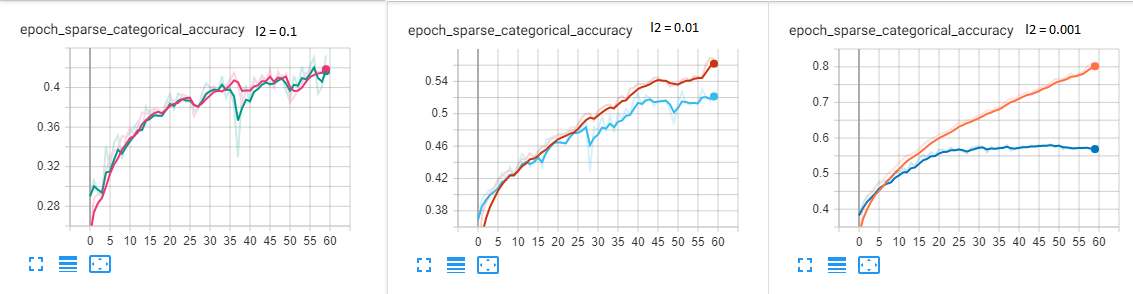 epoch_sparse_categorical_accuracy l2 = 0.1
0.4
0.36
0.32
0.28
0 5 10 15 20 25 30 35 40 45 50 55 60
epoch_sparse_categorical_accuracy l2 = 0.01
0.54
0.5
0.46
0.42
0.38
0 5 10 15 20 25 30 35 40 45 50 55 60
epoch_sparse_categorical_accuracy l2 = 0.001
0.8
0.7
0.6
0.5
0.4
0 5 10 15 20 25 30 35 40 45 50 55 60